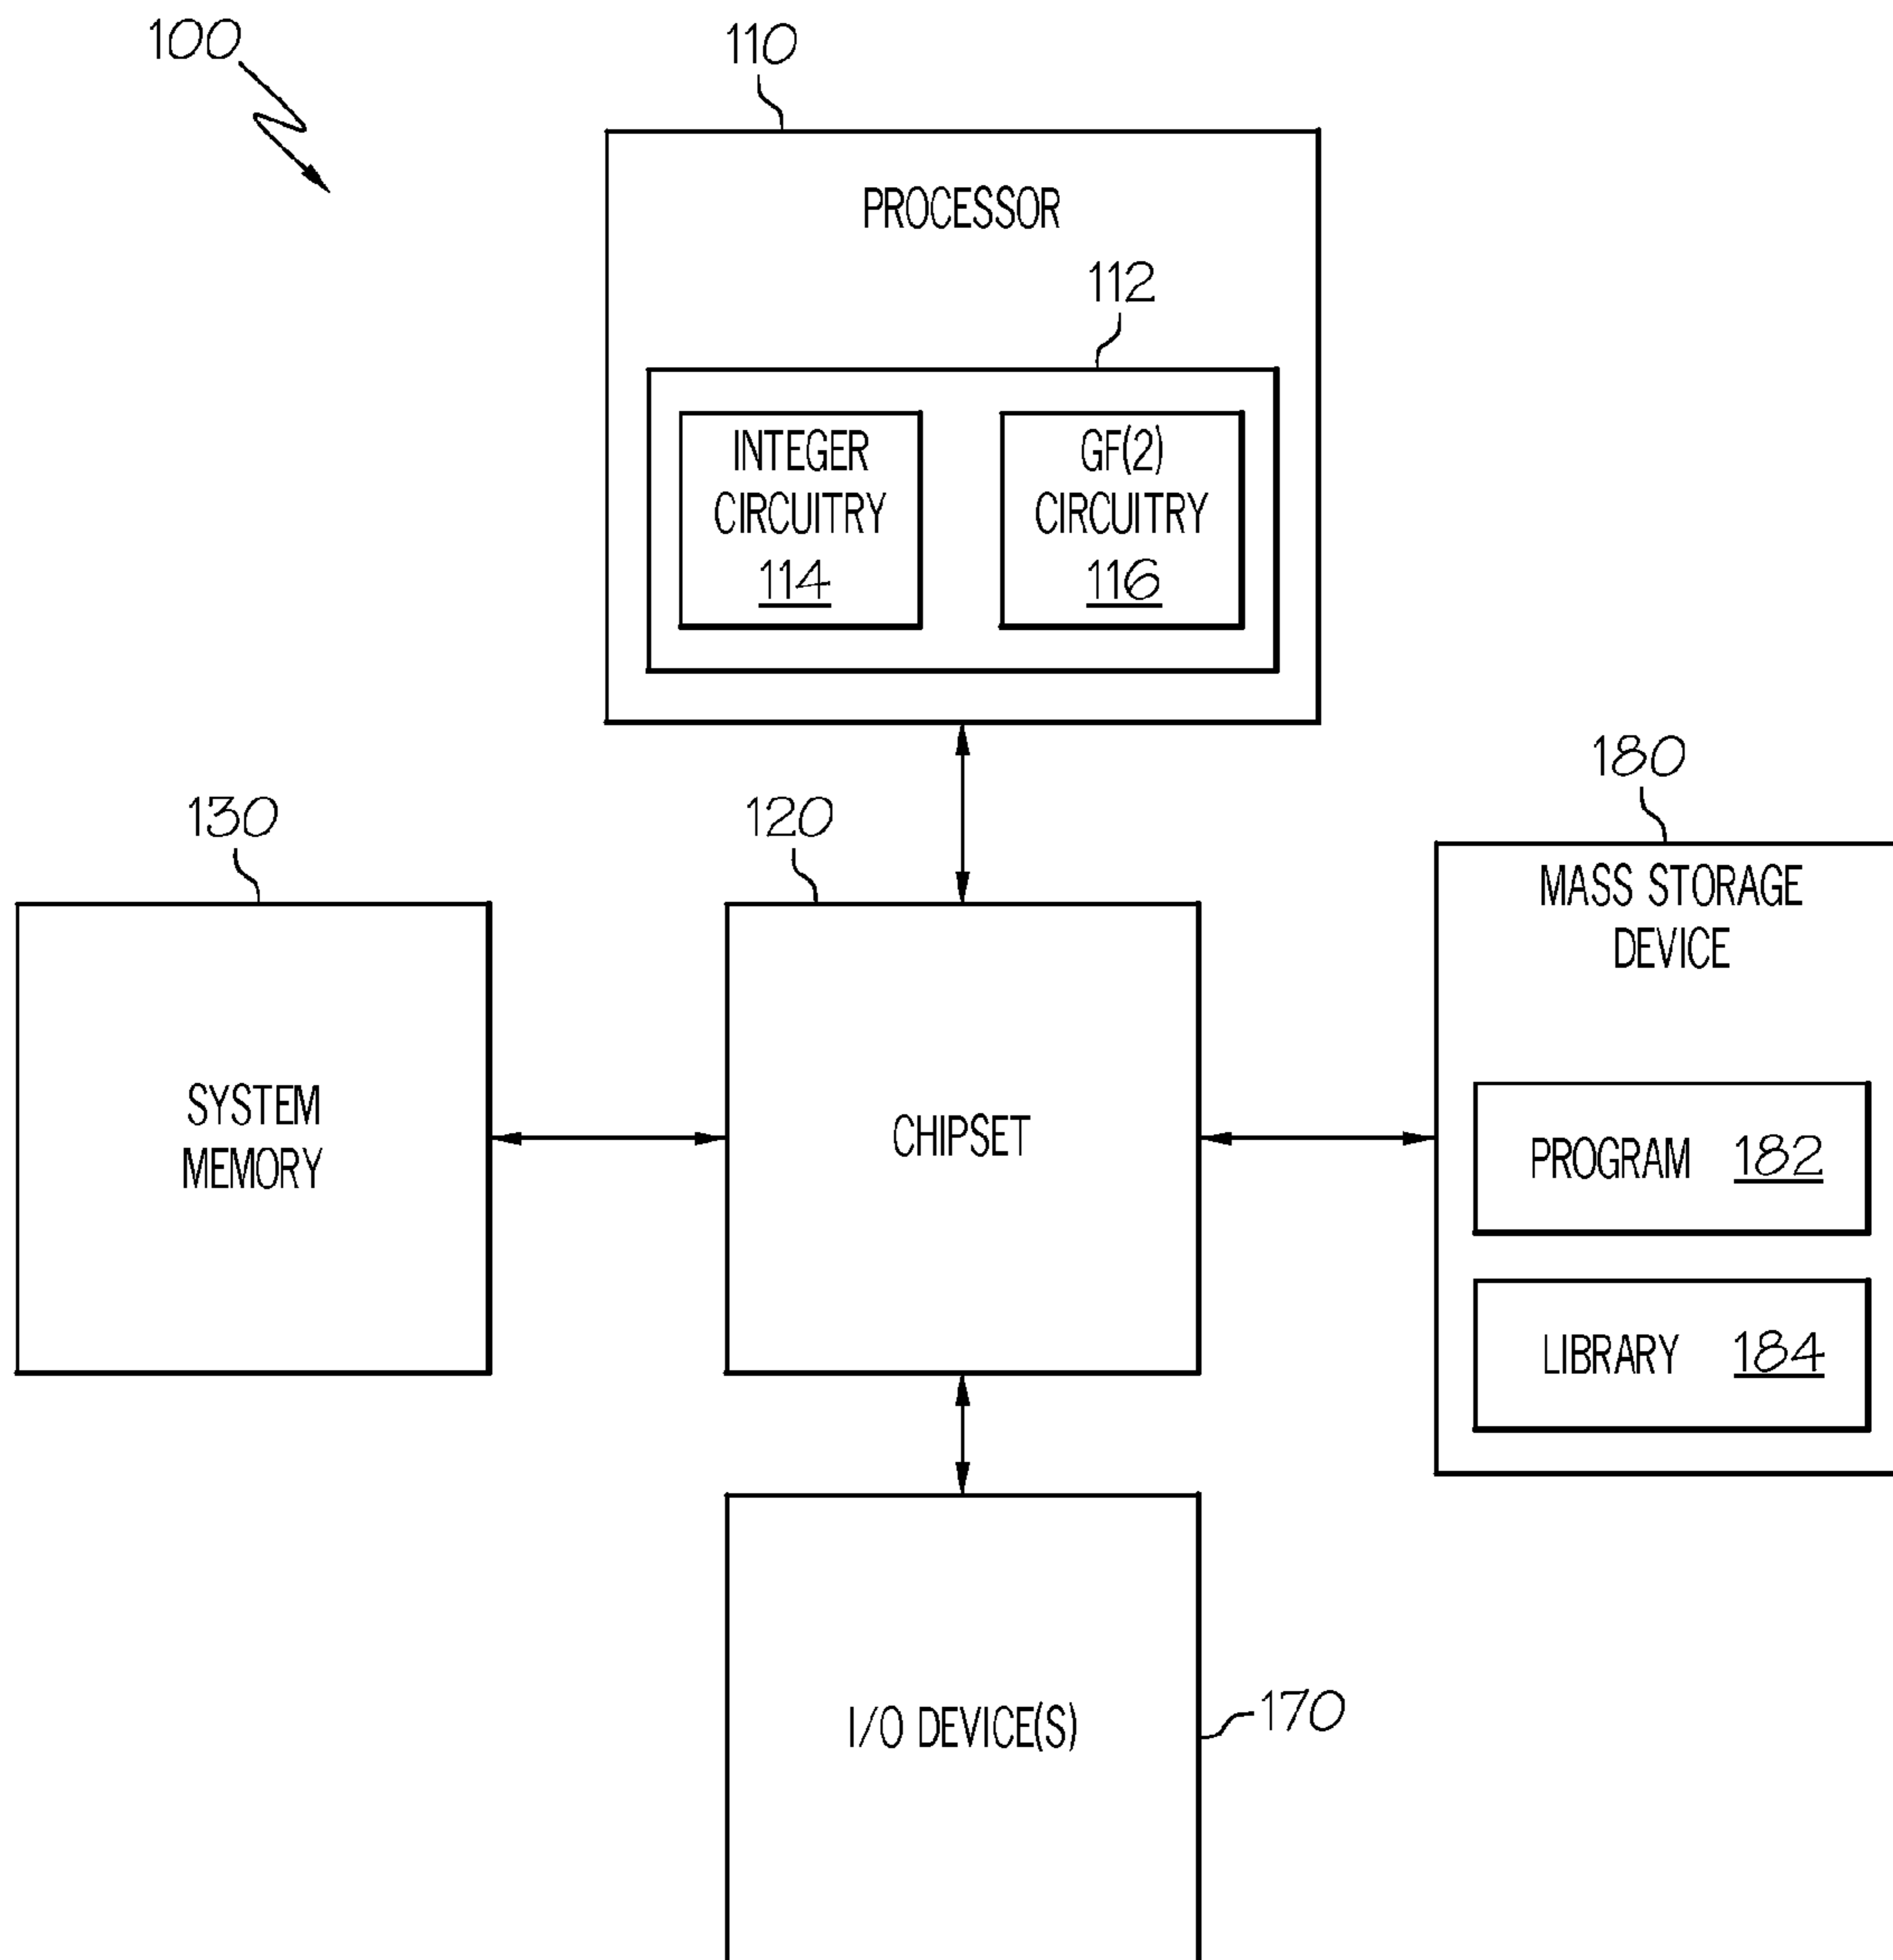 100
110
PROCESSOR
112
INTEGER
CIRCUITRY
114
GF(2)
CIRCUITRY
116
130
SYSTEM
MEMORY
120
CHIPSET
180
MASS STORAGE
DEVICE
PROGRAM 182
LIBRARY 184
I/O DEVICE(S)
170